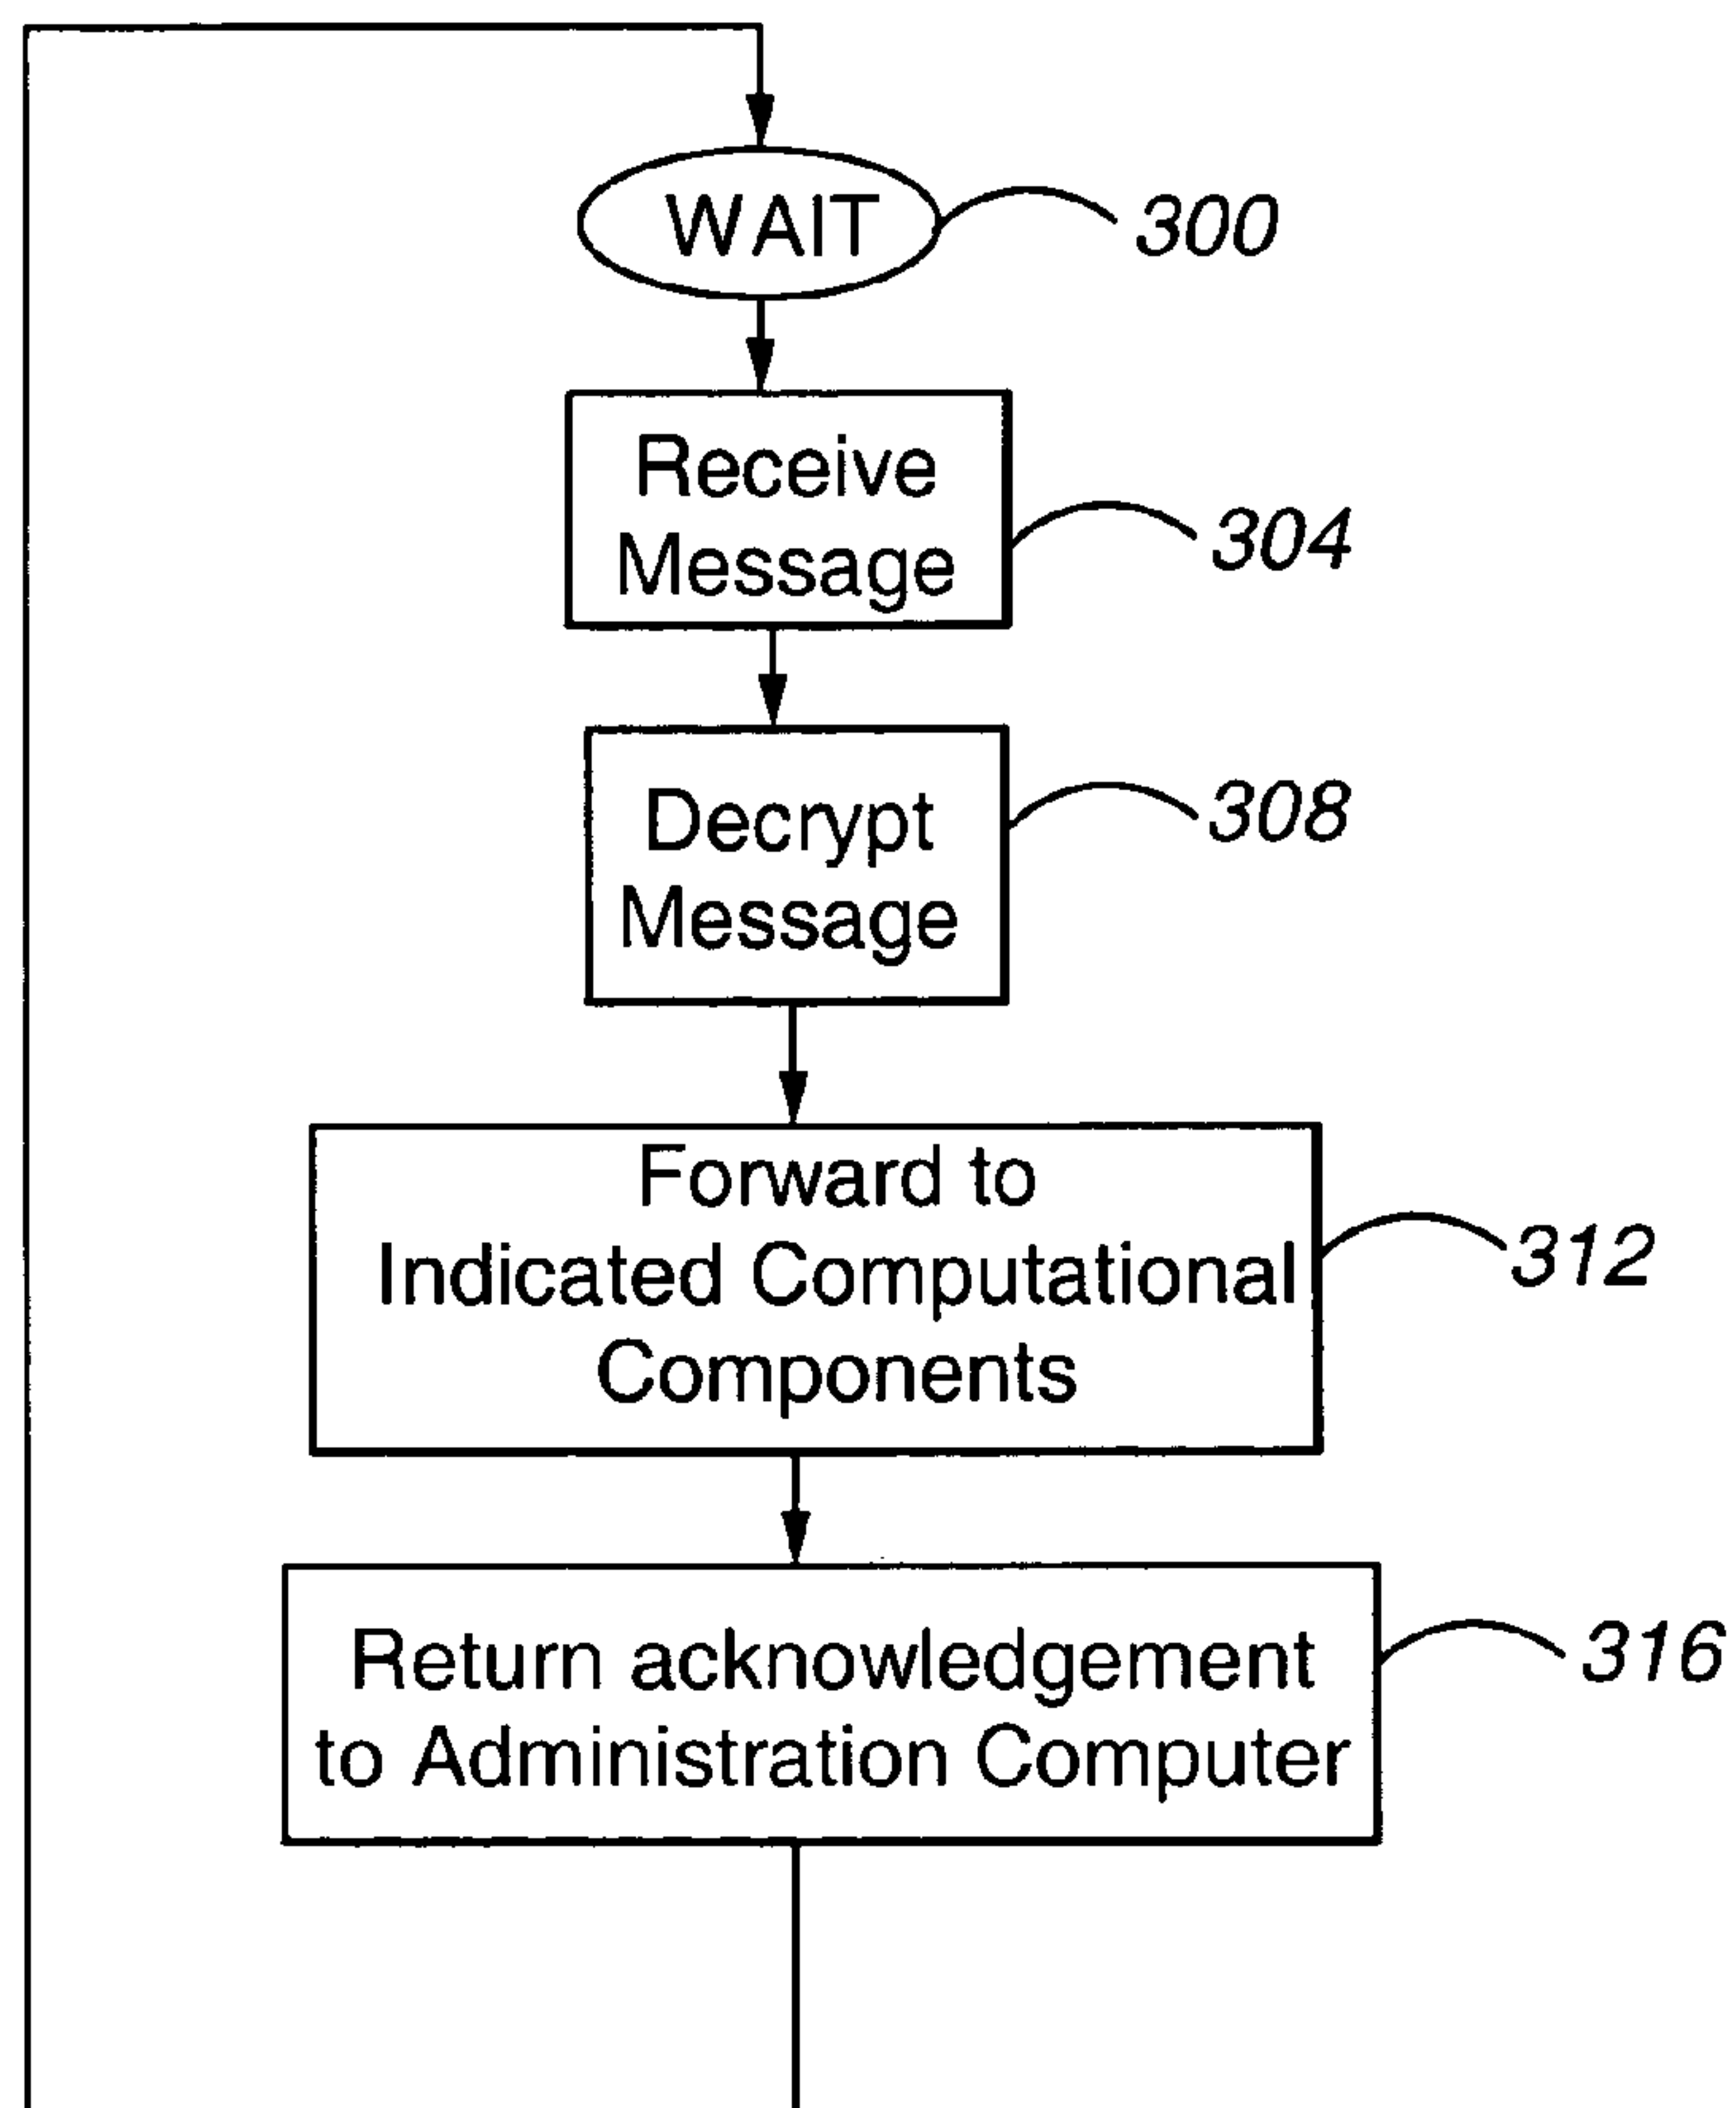 WAIT
300
Receive
Message
304
Decrypt
Message
308
Forward to
Indicated Computational
Components
312
Return acknowledgement
to Administration Computer
316